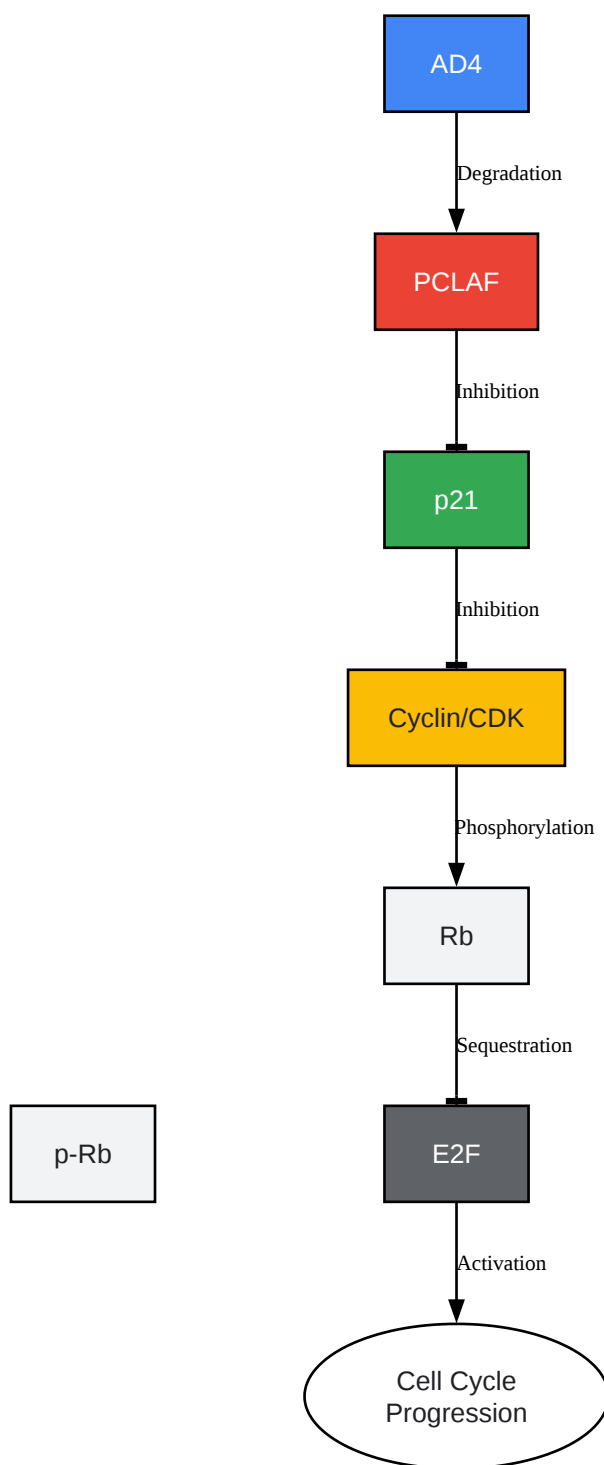 AD4
Degradation
PCLAF
Inhibition
p21
Inhibition
Cyclin/CDK
Phosphorylation
Rb
Sequestration
p-Rb
E2F
Activation
Cell Cycle
Progression